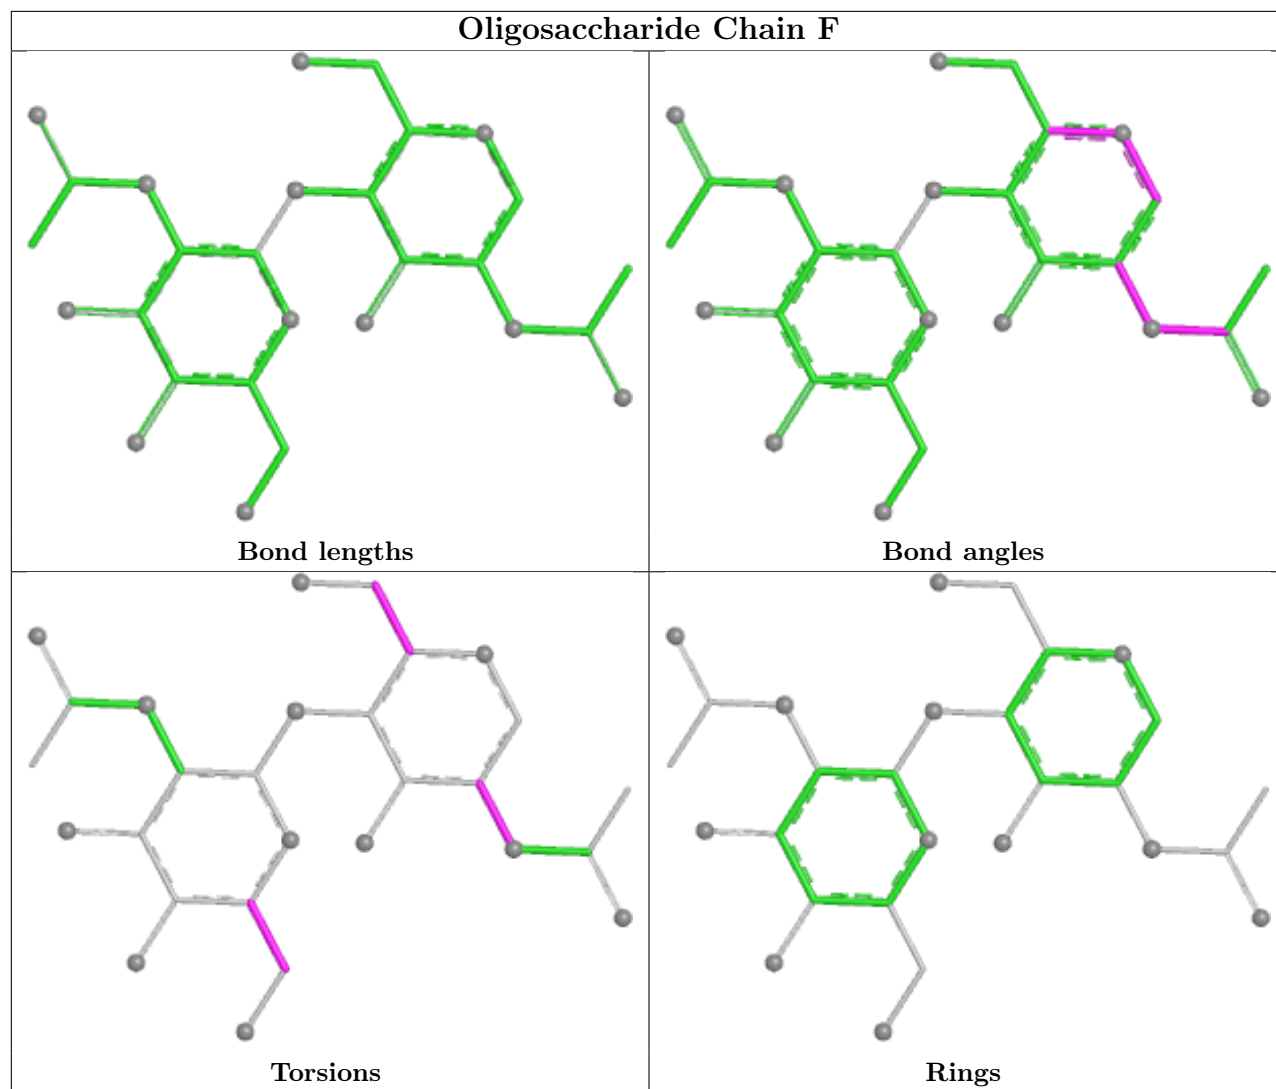 Oligosaccharide Chain F
Bond lengths
Bond angles
Torsions
Rings